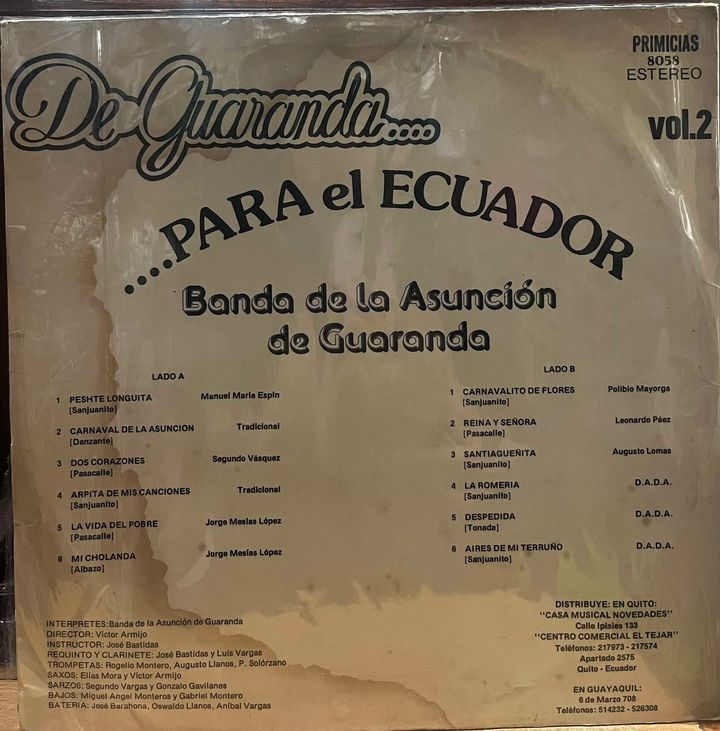 PRIMICIAS
8058
ESTEREO
De Guaranda....
vol.2
....PARA el ECUADOR
Banda de la Asunción
de Guaranda
LADO A
1 PESHTE LONGUITA Manuel María Espín
[Sanjuanito]
2 CARNAVAL DE LA ASUNCION Tradicional
[Danzante]
3 DOS CORAZONES Segundo Vásquez
[Pasacalle]
4 ARPITA DE MIS CANCIONES Tradicional
[Sanjuanito]
5 LA VIDA DEL POBRE Jorge Mesías López
[Pasacalle]
6 MI CHOLANDA Jorge Mesías López
[Albazo]
LADO B
1 CARNAVALITO DE FLORES Polibio Mayorga
[Sanjuanito]
2 REINA Y SEÑORA Leonardo Páez
[Pasacalle]
3 SANTIAGUEÑITA Augusto Lomas
[Sanjuanito]
4 LA ROMERIA D.A.D.A.
[Sanjuanito]
5 DESPEDIDA D.A.D.A.
[Tonada]
6 AIRES DE MI TERRUÑO D.A.D.A.
[Sanjuanito]
INTERPRETES:Banda de la Asunción de Guaranda
DIRECTOR: Víctor Armijo
INSTRUCTOR: José Bastidas
REQUINTO Y CLARINETE: José Bastidas y Luis Vargas
TROMPETAS: Rogelio Montero, Augusto Llanos, P. Solórzano
SAXOS: Elías Mora y Víctor Armijo
SARZOS: Segundo Vargas y Gonzalo Gavilanes
BAJOS: Miguel Angel Monteros y Gabriel Montero
BATERIA: José Barahona, Oswaldo Llanos, Aníbal Vargas
DISTRIBUYE: EN QUITO:
"CASA MUSICAL NOVEDADES"
Calle Ipiales 133
"CENTRO COMERCIAL EL TEJAR"
Teléfonos: 217973 - 217574
Apartado 2575
Quito - Ecuador
EN GUAYAQUIL:
6 de Marzo 708
Teléfonos: 514232 - 526308